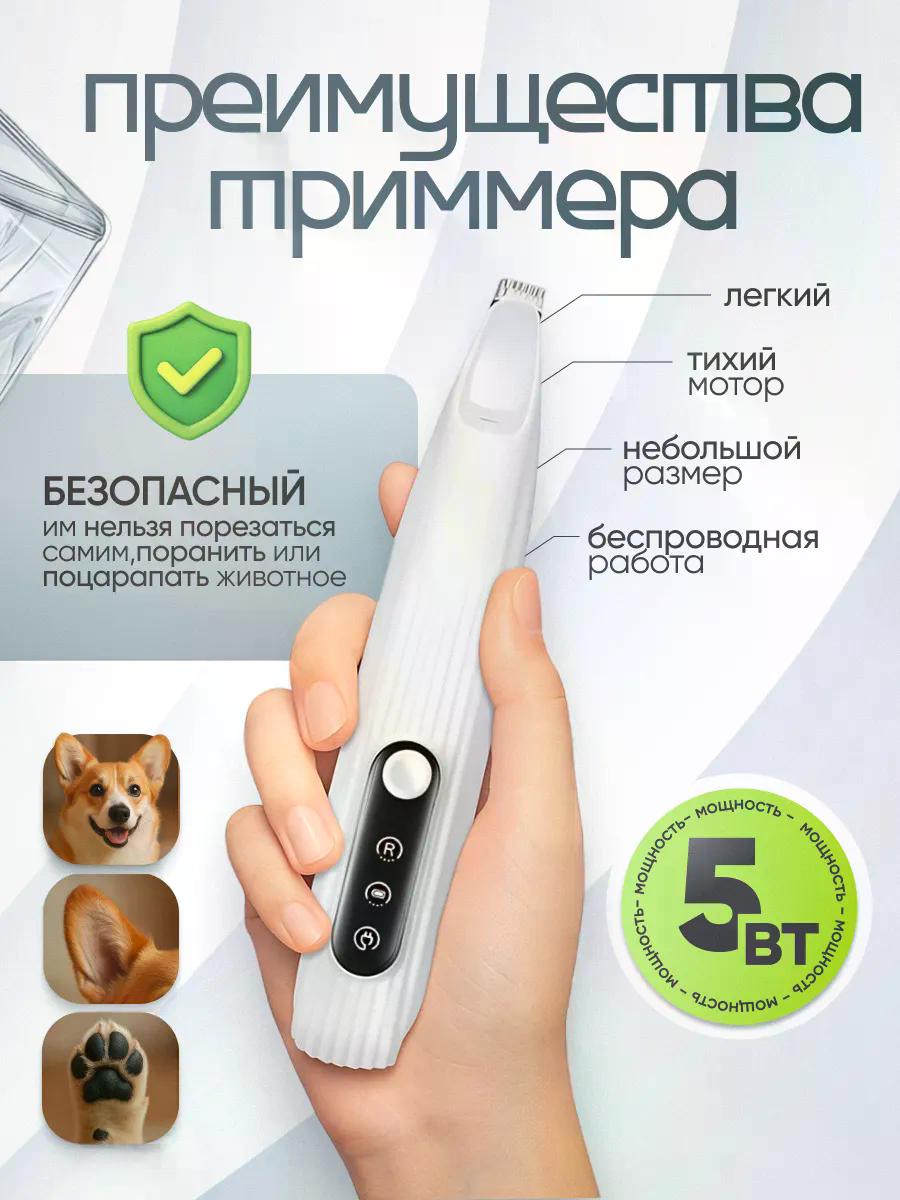 преимущества
триммера
легкий
тихий
мотор
небольшой
размер
беспроводная
работа
БЕЗОПАСНЫЙ
им нельзя порезаться
самим,поранить или
поцарапать животное
R
5 ВТ
МОЩНОСТЬ- МОЩНОСТЬ - МОЩНОСТЬ - МОЩНОСТЬ - МОЩНОСТЬ - МОЩНОСТЬ-